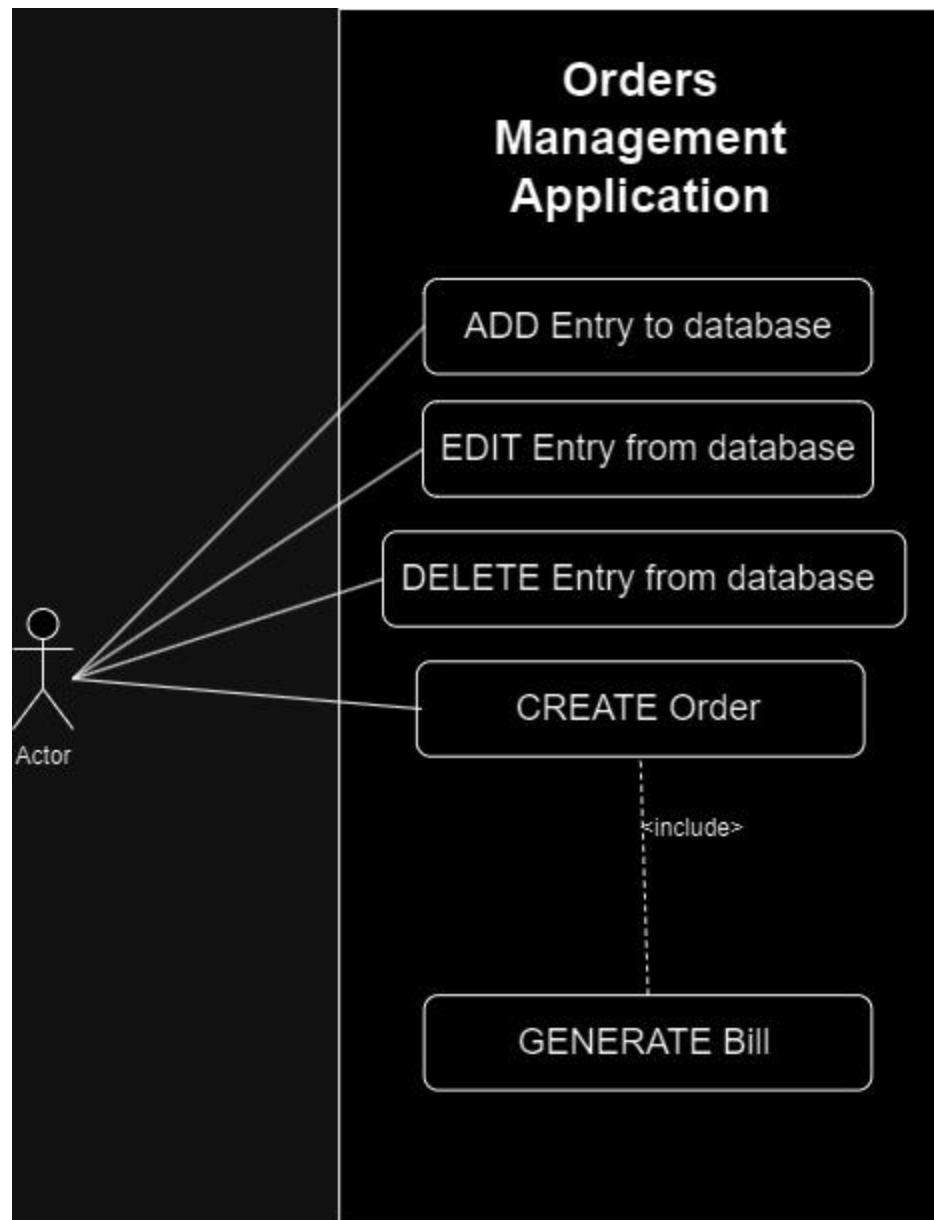 Orders
Management
Application
ADD Entry to database
EDIT Entry from database
DELETE Entry from database
CREATE Order
Actor
<include>
GENERATE Bill